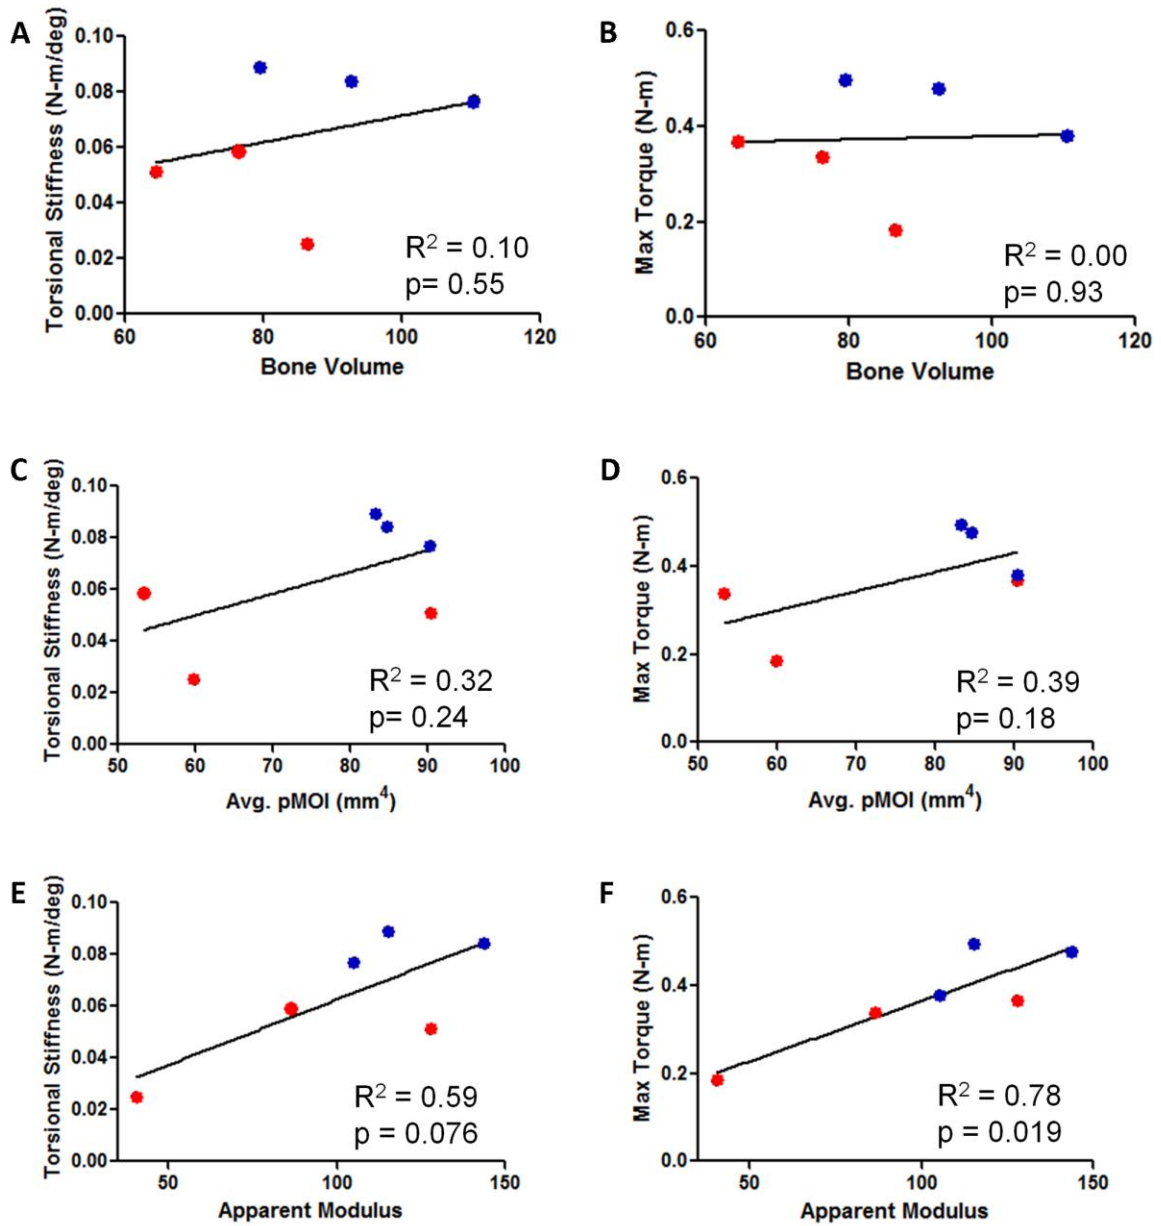 A
Torsional Stiffness (N-m/deg)
0.10
0.08
0.06
0.04
0.02
0.00
60
80
100
120
Bone Volume
R² = 0.10
p= 0.55
B
Max Torque (N-m)
0.6
0.4
0.2
0.0
60
80
100
120
Bone Volume
R² = 0.00
p= 0.93
C
Torsional Stiffness (N-m/deg)
0.10
0.08
0.06
0.04
0.02
0.00
50
60
70
80
90
100
Avg. pMOI (mm⁴)
R² = 0.32
p= 0.24
D
Max Torque (N-m)
0.6
0.4
0.2
0.0
50
60
70
80
90
100
Avg. pMOI (mm⁴)
R² = 0.39
p= 0.18
E
Torsional Stiffness (N-m/deg)
0.10
0.08
0.06
0.04
0.02
0.00
50
100
150
Apparent Modulus
R² = 0.59
p = 0.076
F
Max Torque (N-m)
0.6
0.4
0.2
0.0
50
100
150
Apparent Modulus
R² = 0.78
p = 0.019